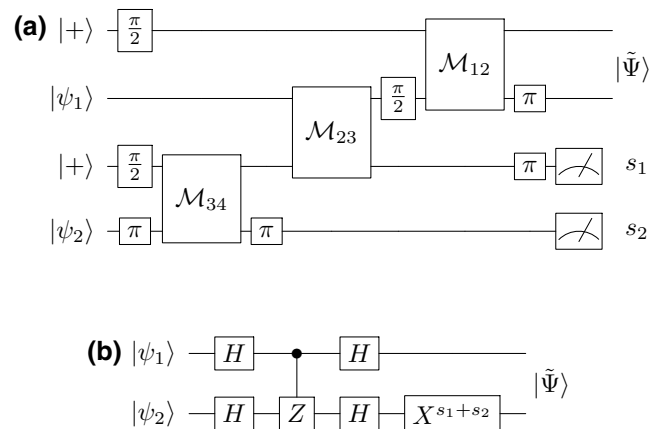 (a) |+⟩ π/2 M₁₂ |Ψ̃⟩
|ψ₁⟩ M₂₃ π/2 π
|+⟩ π/2 M₃₄ π s₁
|ψ₂⟩ π π s₂
(b) |ψ₁⟩ H H |Ψ̃⟩
|ψ₂⟩ H Z H X^{s₁+s₂}